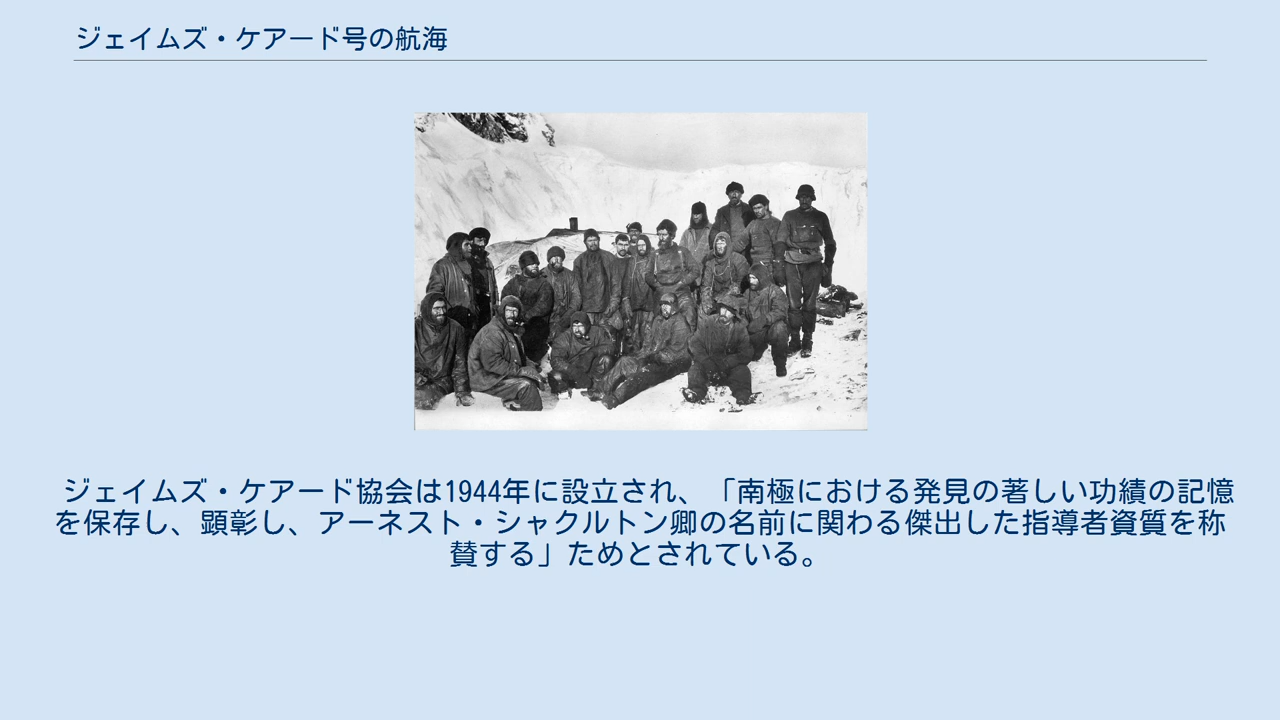 ジェイムズ・ケアード号の航海
ジェイムズ・ケアード協会は1944年に設立され、「南極における発見の著しい功績の記憶
を保存し、顕彰し、アーネスト・シャクルトン卿の名前に関わる傑出した指導者資質を称
賛する」ためとされている。